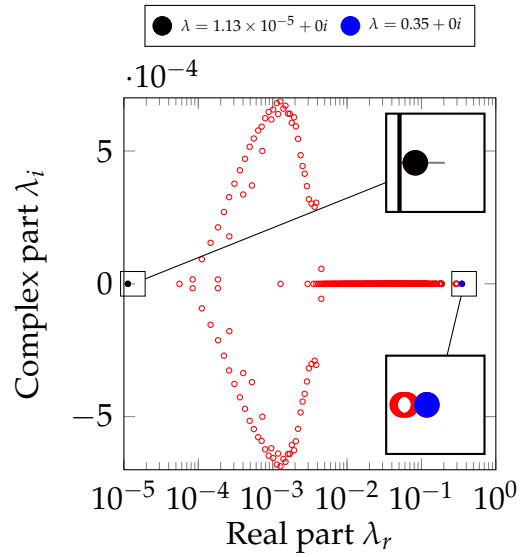 λ = 1.13 × 10⁻⁵ + 0i λ = 0.35 + 0i
·10⁻⁴
5
0
−5
Complex part λᵢ
10⁻⁵ 10⁻⁴ 10⁻³ 10⁻² 10⁻¹ 10⁰
Real part λᵣ